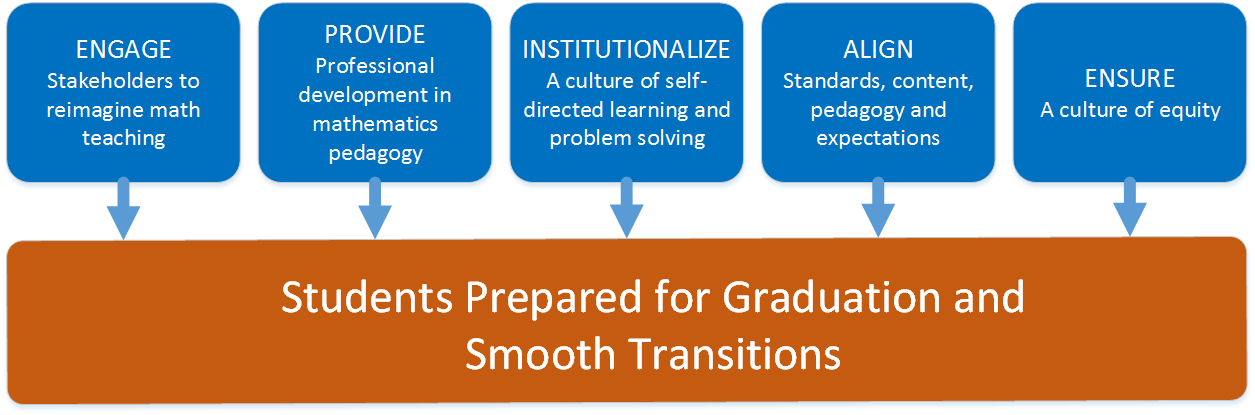 ENGAGE
Stakeholders to
reimagine math
teaching
PROVIDE
Professional
development in
mathematics
pedagogy
INSTITUTIONALIZE
A culture of self-
directed learning and
problem solving
ALIGN
Standards, content,
pedagogy and
expectations
ENSURE
A culture of equity
Students Prepared for Graduation and
Smooth Transitions